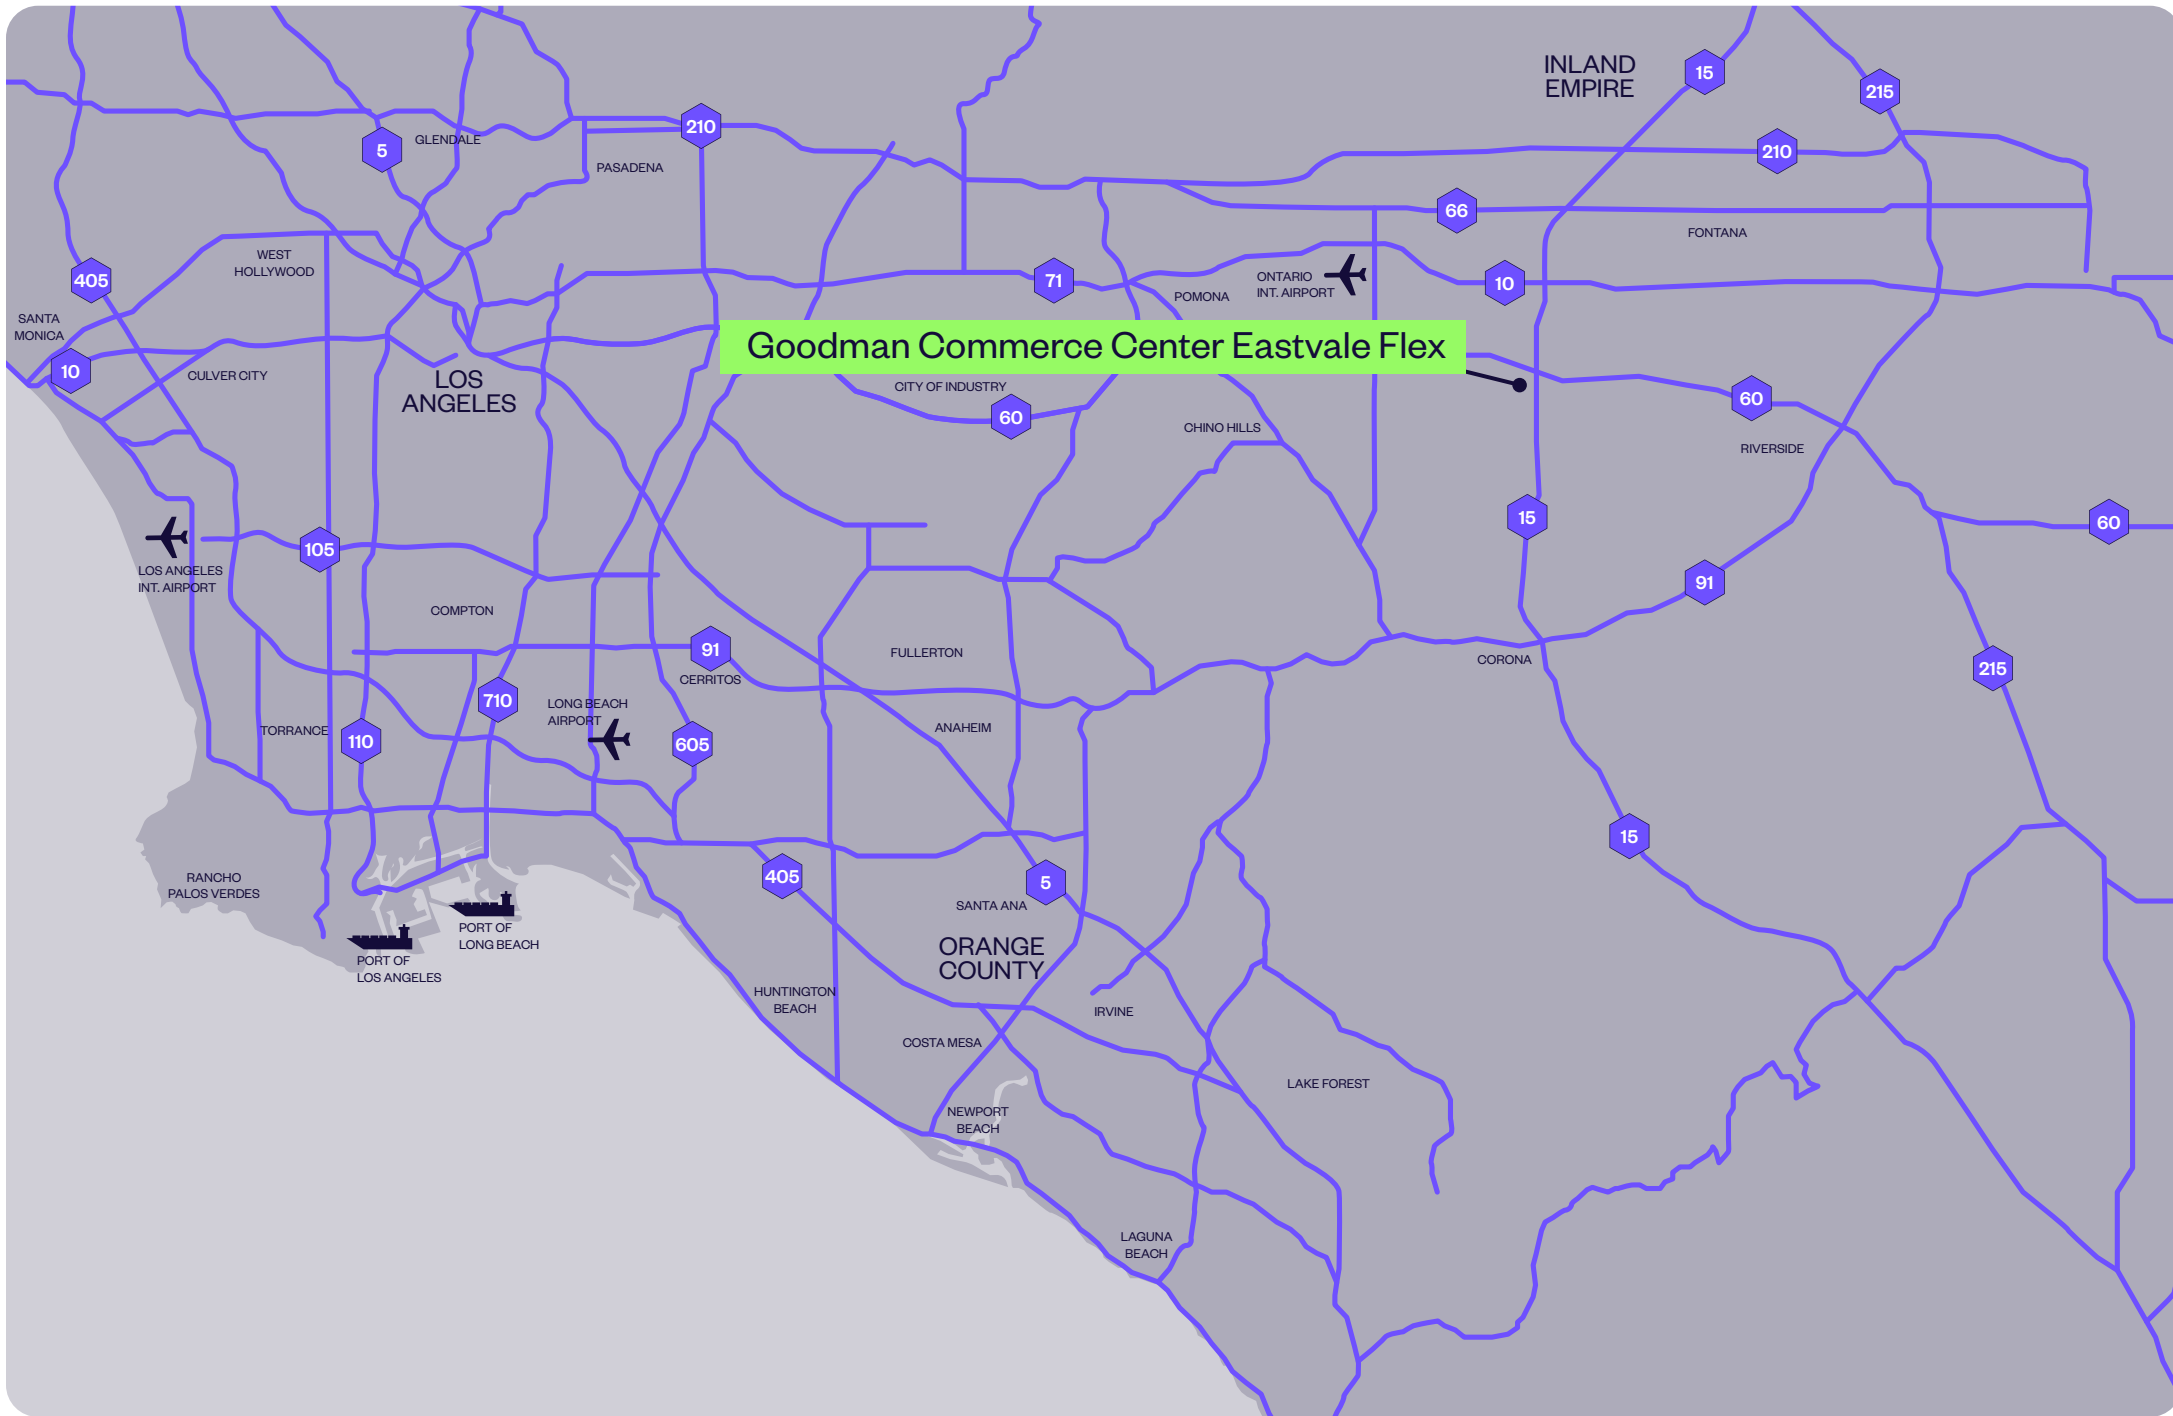 INLAND
EMPIRE
15
215
210
5
GLENDALE
PASADENA
210
66
FONTANA
WEST
HOLLYWOOD
405
71
ONTARIO
INT. AIRPORT
10
POMONA
SANTA
MONICA
Goodman Commerce Center Eastvale Flex
10
CULVER CITY
LOS
ANGELES
CITY OF INDUSTRY
60
60
CHINO HILLS
RIVERSIDE
15
60
105
LOS ANGELES
INT. AIRPORT
91
COMPTON
91
FULLERTON
CORONA
215
CERRITOS
710
LONG BEACH
AIRPORT
TORRANCE
110
605
ANAHEIM
15
RANCHO
PALOS VERDES
405
5
SANTA ANA
PORT OF
LONG BEACH
ORANGE
COUNTY
PORT OF
LOS ANGELES
HUNTINGTON
BEACH
IRVINE
COSTA MESA
LAKE FOREST
NEWPORT
BEACH
LAGUNA
BEACH